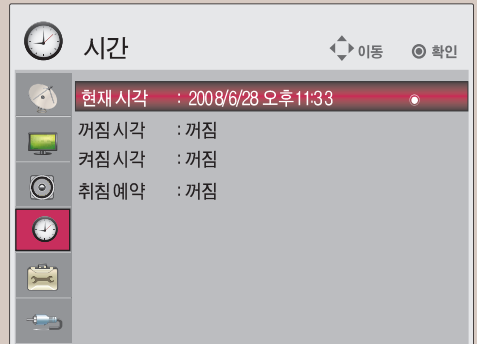 시간 이동 확인
현재 시각 : 2008/6/28 오후11:33
꺼짐 시각 : 꺼짐
켜짐 시각 : 꺼짐
취침 예약 : 꺼짐